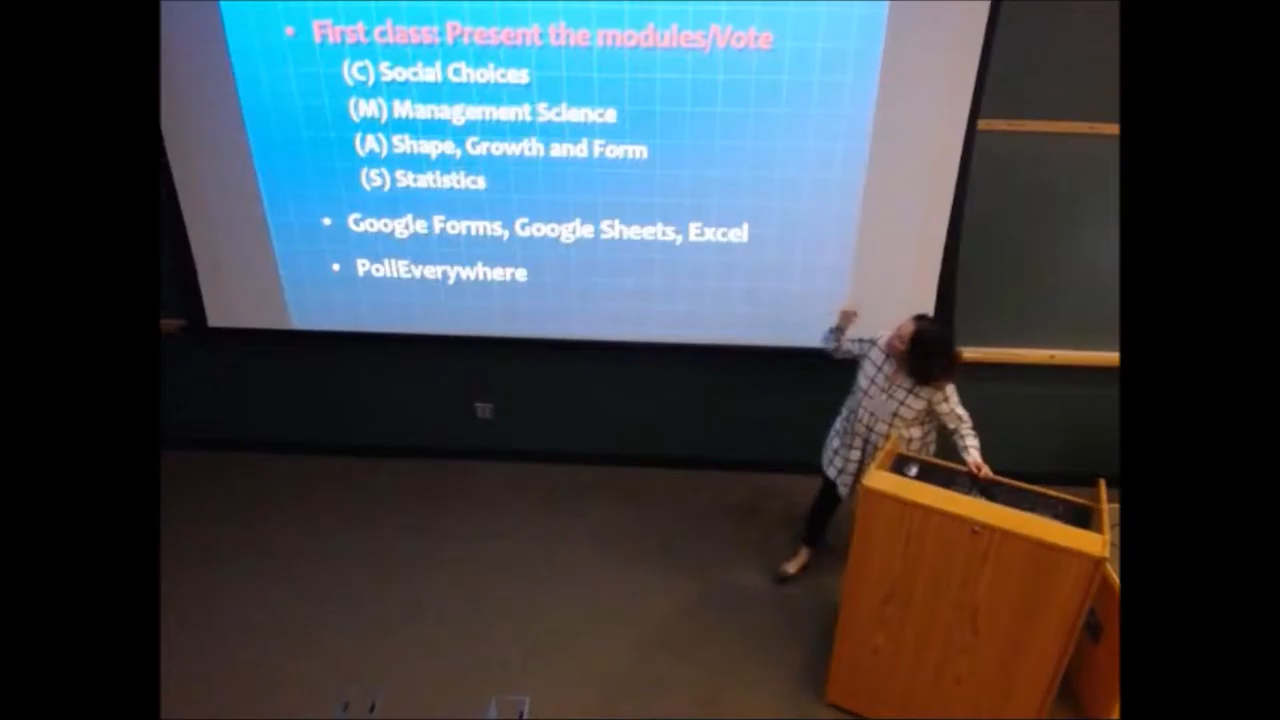 • First class: Present the modules/Vote
(C) Social Choices
(M) Management Science
(A) Shape, Growth and Form
(S) Statistics
• Google Forms, Google Sheets, Excel
• PollEverywhere